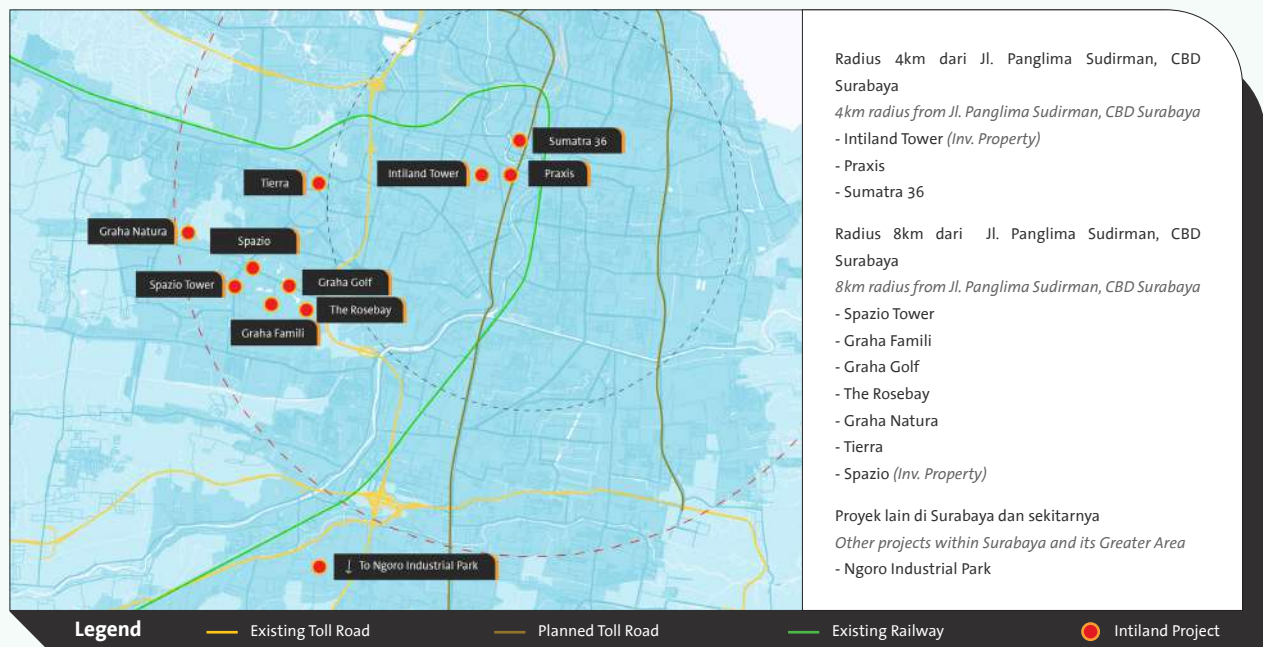 Sumatra 36
Intiland Tower
Praxis
Tierra
Graha Natura
Spazio
Spazio Tower
Graha Golf
The Rosebay
Graha Famili
↓ To Ngoro Industrial Park
Radius 4km dari Jl. Panglima Sudirman, CBD
Surabaya
4km radius from Jl. Panglima Sudirman, CBD Surabaya
- Intiland Tower (Inv. Property)
- Praxis
- Sumatra 36
Radius 8km dari Jl. Panglima Sudirman, CBD
Surabaya
8km radius from Jl. Panglima Sudirman, CBD Surabaya
- Spazio Tower
- Graha Famili
- Graha Golf
- The Rosebay
- Graha Natura
- Tierra
- Spazio (Inv. Property)
Proyek lain di Surabaya dan sekitarnya
Other projects within Surabaya and its Greater Area
- Ngoro Industrial Park
Legend
Existing Toll Road
Planned Toll Road
Existing Railway
Intiland Project